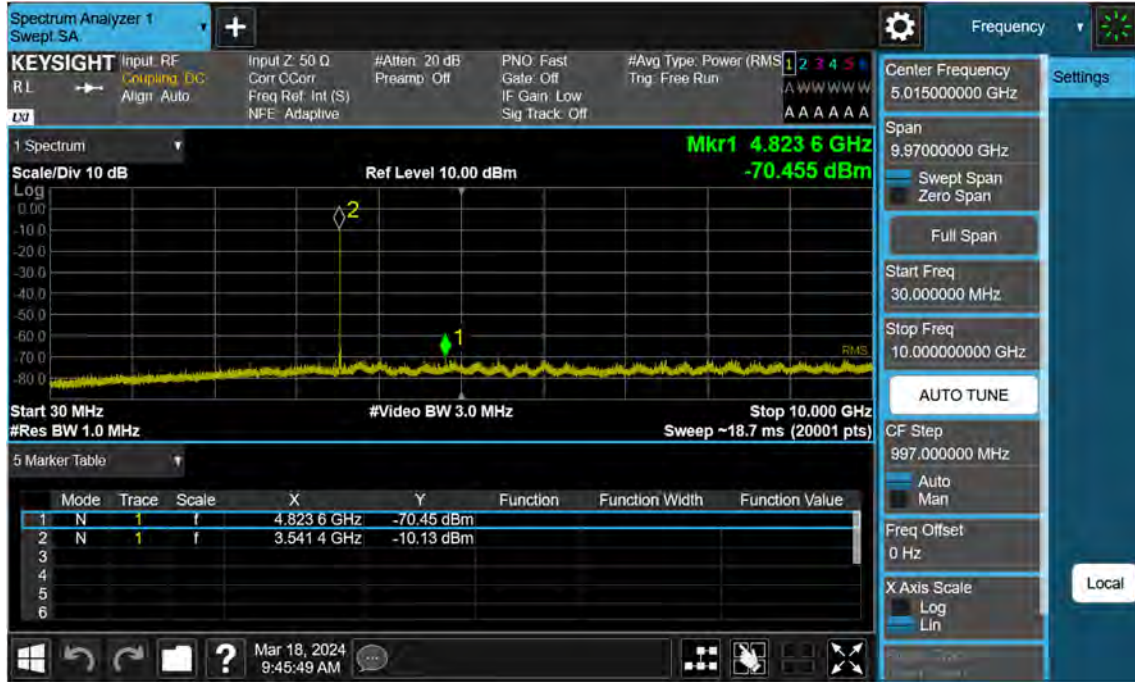 Spectrum Analyzer 1
Swept SA
+
Frequency
KEYSIGHT
RL
LXI
Input: RF
Coupling: DC
Align: Auto
Input Z: 50 Ω
Corr CCorr
Freq Ref: Int (S)
NFE: Adaptive
#Atten: 20 dB
Preamp: Off
PNO: Fast
Gate: Off
IF Gain: Low
Sig Track: Off
#Avg Type: Power (RMS
Trig: Free Run
1 2 3 4 5 6
A W W W W W
A A A A A A
1 Spectrum
Scale/Div 10 dB
Ref Level 10.00 dBm
Mkr1 4.823 6 GHz
-70.455 dBm
Log
0.00
-10.0
-20.0
-30.0
-40.0
-50.0
-60.0
-70.0
-80.0
2
1
RMS
Start 30 MHz
#Video BW 3.0 MHz
Stop 10.000 GHz
#Res BW 1.0 MHz
Sweep ~18.7 ms (20001 pts)
5 Marker Table
Mode Trace Scale X Y Function Function Width Function Value
1 N 1 f 4.823 6 GHz -70.45 dBm
2 N 1 f 3.541 4 GHz -10.13 dBm
3
4
5
6
?
Mar 18, 2024
9:45:49 AM
Center Frequency
5.015000000 GHz
Settings
Span
9.97000000 GHz
Swept Span
Zero Span
Full Span
Start Freq
30.000000 MHz
Stop Freq
10.000000000 GHz
AUTO TUNE
CF Step
997.000000 MHz
Auto
Man
Freq Offset
0 Hz
X Axis Scale
Log
Lin
Local